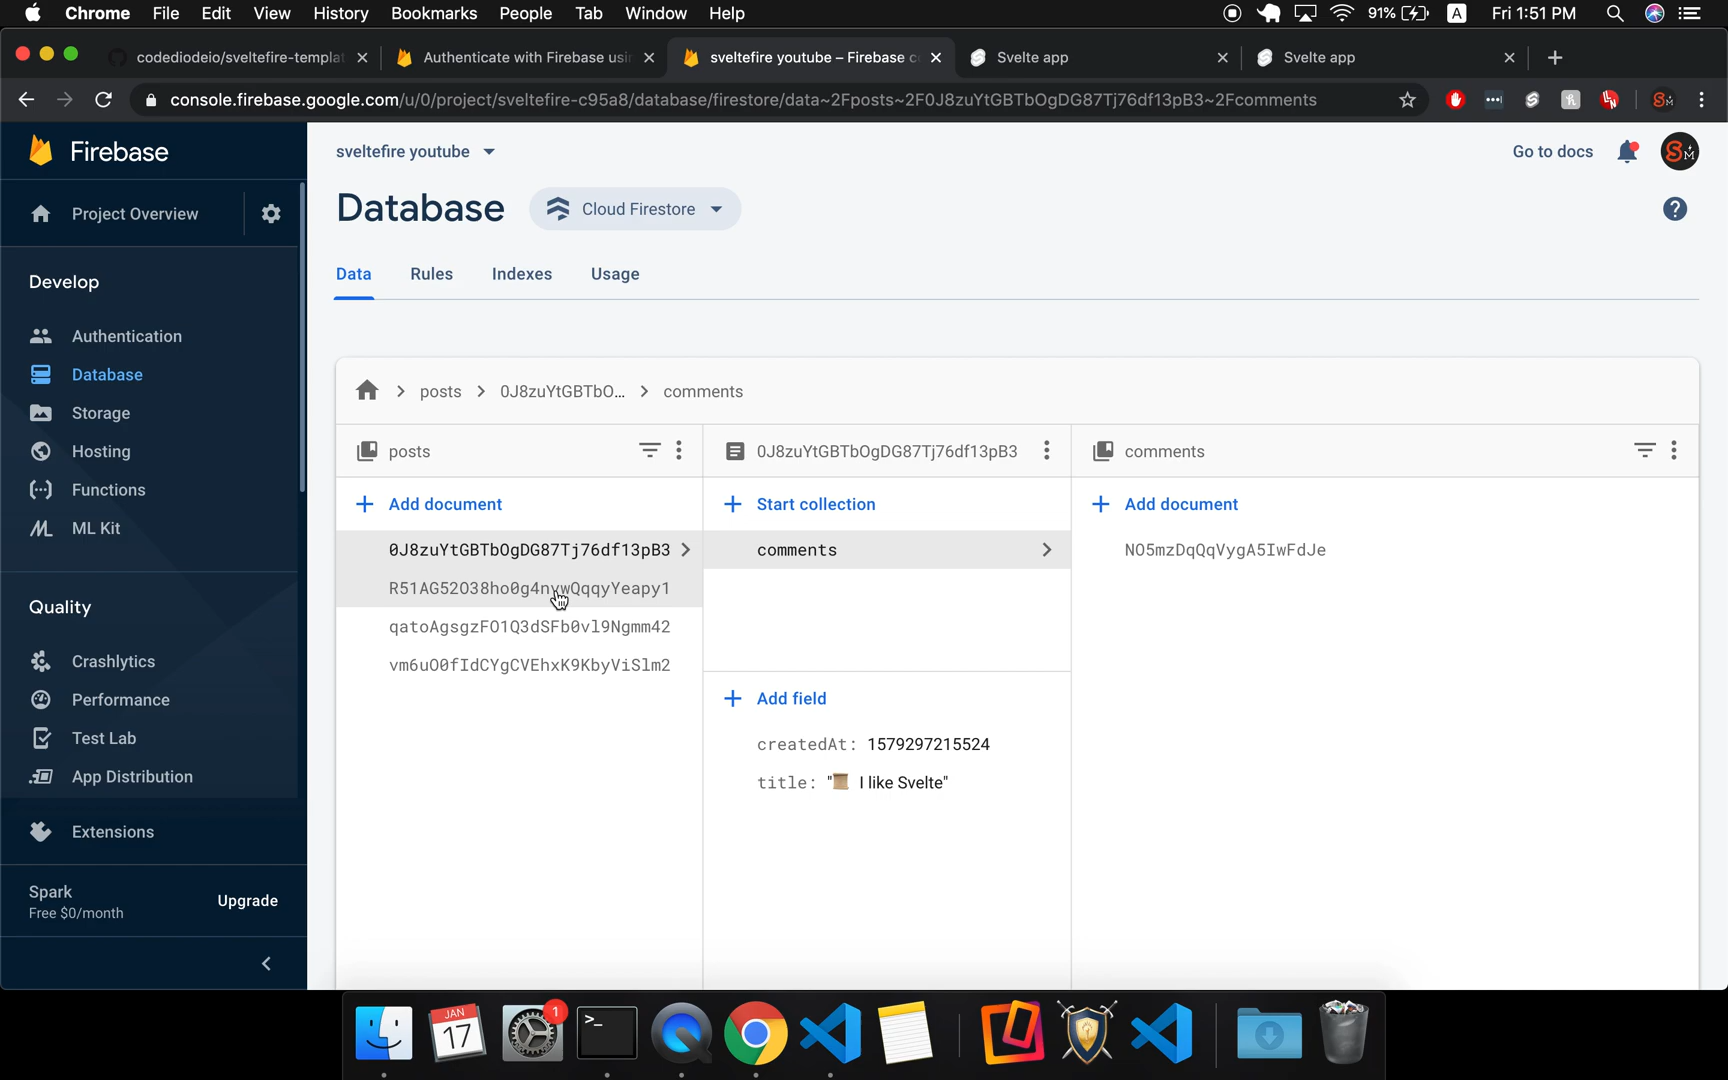 Chrome File Edit View History Bookmarks People Tab Window Help
91% A Fri 1:51 PM
codediodeio/sveltefire-templat
Authenticate with Firebase usin
sveltefire youtube – Firebase c
Svelte app
Svelte app
console.firebase.google.com/u/0/project/sveltefire-c95a8/database/firestore/data~2Fposts~2F0J8zuYtGBTbOgDG87Tj76df13pB3~2Fcomments
Firebase
Project Overview
Develop
Authentication
Database
Storage
Hosting
Functions
ML Kit
Quality
Crashlytics
Performance
Test Lab
App Distribution
Extensions
Spark
Free $0/month
Upgrade
sveltefire youtube
Go to docs
Database
Cloud Firestore
Data Rules Indexes Usage
posts > 0J8zuYtGBTbO... > comments
posts
Add document
0J8zuYtGBTbOgDG87Tj76df13pB3
qatoAgsgzFO1Q3dSFb0vl9Ngmm42
vm6uO0fIdCYgCVEhxK9KbyViSlm2
0J8zuYtGBTbOgDG87Tj76df13pB3
Start collection
comments
Add field
createdAt: 1579297215524
title: "📜 I like Svelte"
comments
Add document
NO5mzDqQqVygA5IwFdJe
JAN
17
1